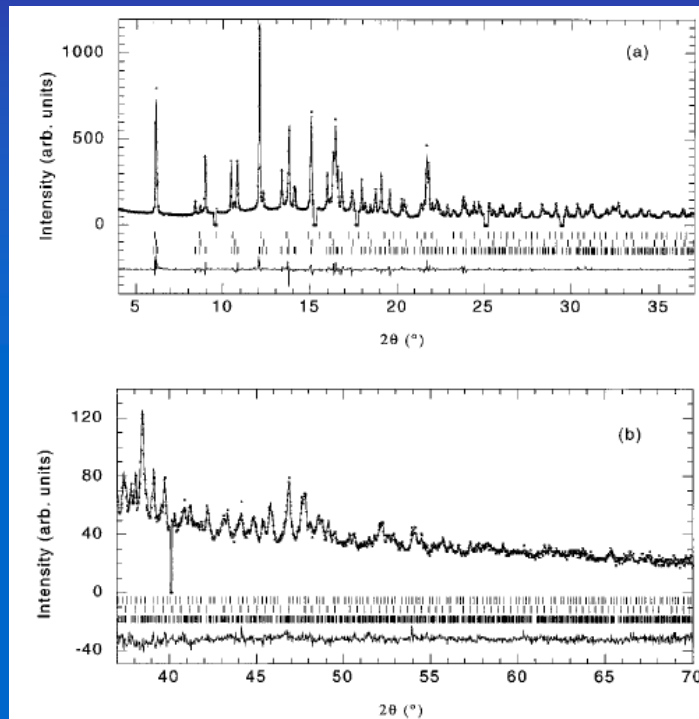 (a)
Intensity (arb. units)
1000
500
0
5 10 15 20 25 30 35
2θ (°)
(b)
Intensity (arb. units)
120
80
40
0
-40
40 45 50 55 60 65 70
2θ (°)